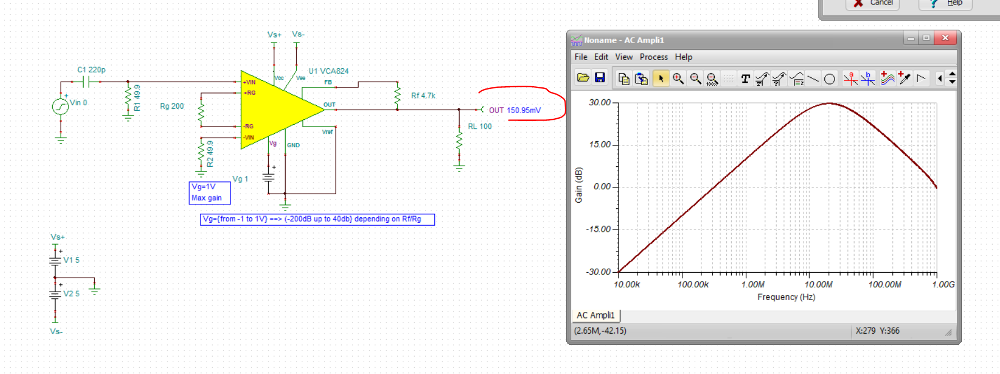 Cancel
Help
Vs+ Vs-
C1 220p
U1 VCA824
Vcc Vee
FB
+VIN
+RG
Vin 0
+
R1 49.9
Rg 200
Rf 4.7k
OUT
OUT 150.95mV
-RG
-VIN
Vref
RL 100
Vg
GND
R2 49.9
+
Vg 1
Vg=1V
Max gain
Vg={from -1 to 1V} ==> (-200dB up to 40db} depending on Rf/Rg
Vs+
+
V1 5
+
V2 5
Vs-
Noname - AC Ampli1
File Edit View Process Help
100%
T
a
b
30.00
15.00
0.00
-15.00
-30.00
Gain (dB)
10.00k 100.00k 1.00M 10.00M 100.00M 1.00G
Frequency (Hz)
AC Ampli1
(2.65M,-42.15)
X:279 Y:366